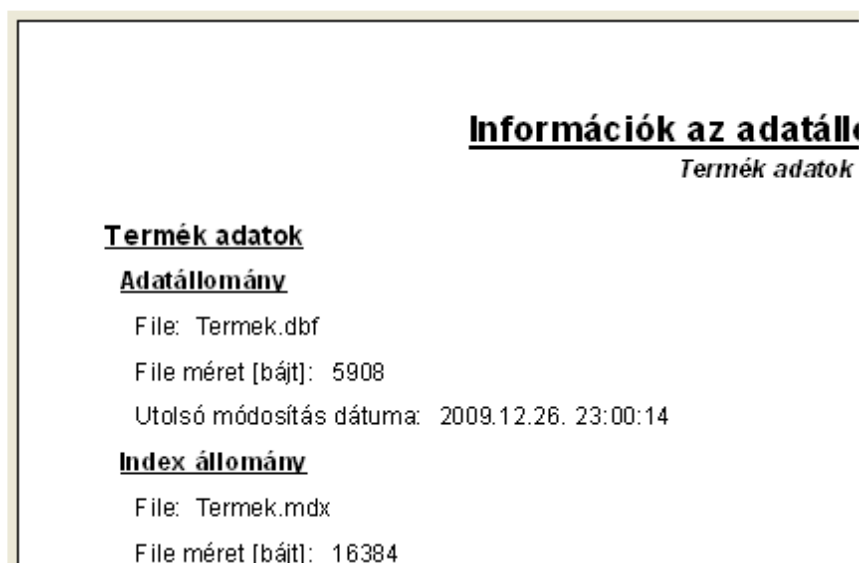 Információk az adatáll
Termék adatok
Termék adatok
Adatállomány
File: Termek.dbf
File méret [bájt]: 5908
Utolsó módosítás dátuma: 2009.12.26. 23:00:14
Index állomány
File: Termek.mdx
File méret [bájt]: 16384